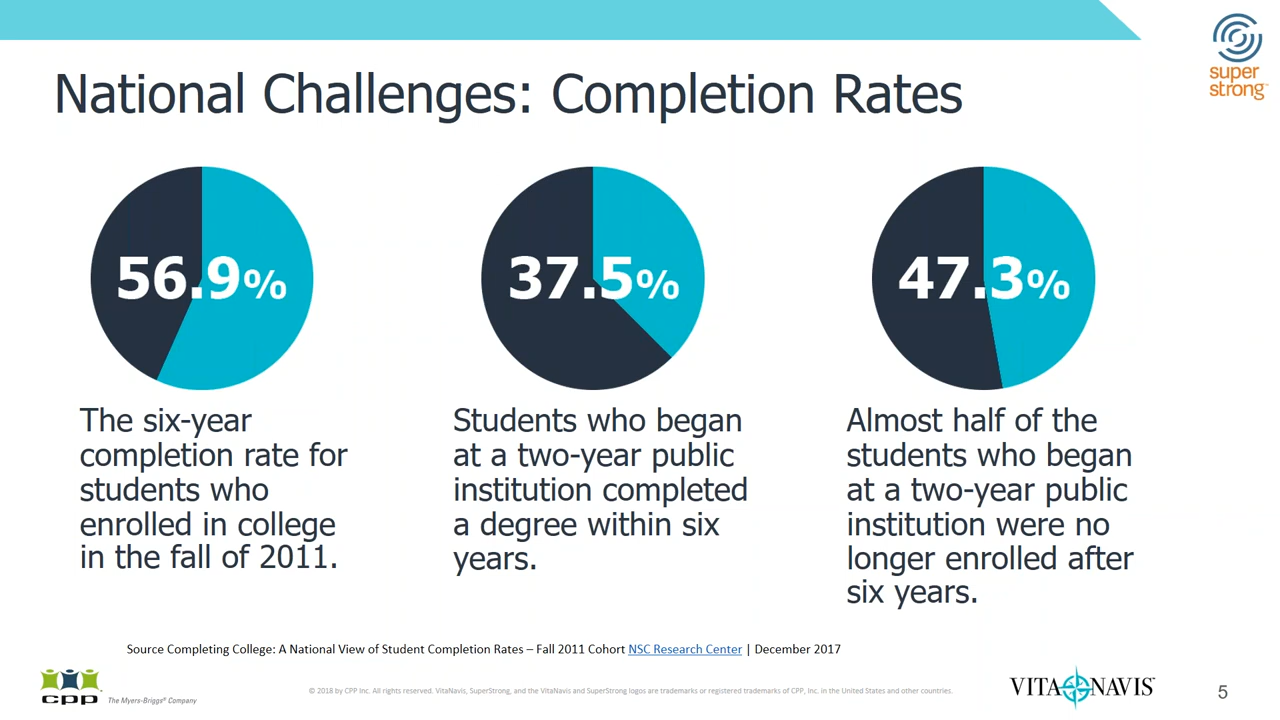 super
strong™
National Challenges: Completion Rates
56.9%
37.5%
47.3%
The six-year
completion rate for
students who
enrolled in college
in the fall of 2011.
Students who began
at a two-year public
institution completed
a degree within six
years.
Almost half of the
students who began
at a two-year public
institution were no
longer enrolled after
six years.
Source Completing College: A National View of Student Completion Rates – Fall 2011 Cohort NSC Research Center | December 2017
cpp The Myers-Briggs® Company
© 2018 by CPP Inc. All rights reserved. VitaNavis, SuperStrong, and the VitaNavis and SuperStrong logos are trademarks or registered trademarks of CPP, Inc. in the United States and other countries.
VITA NAVIS™
5